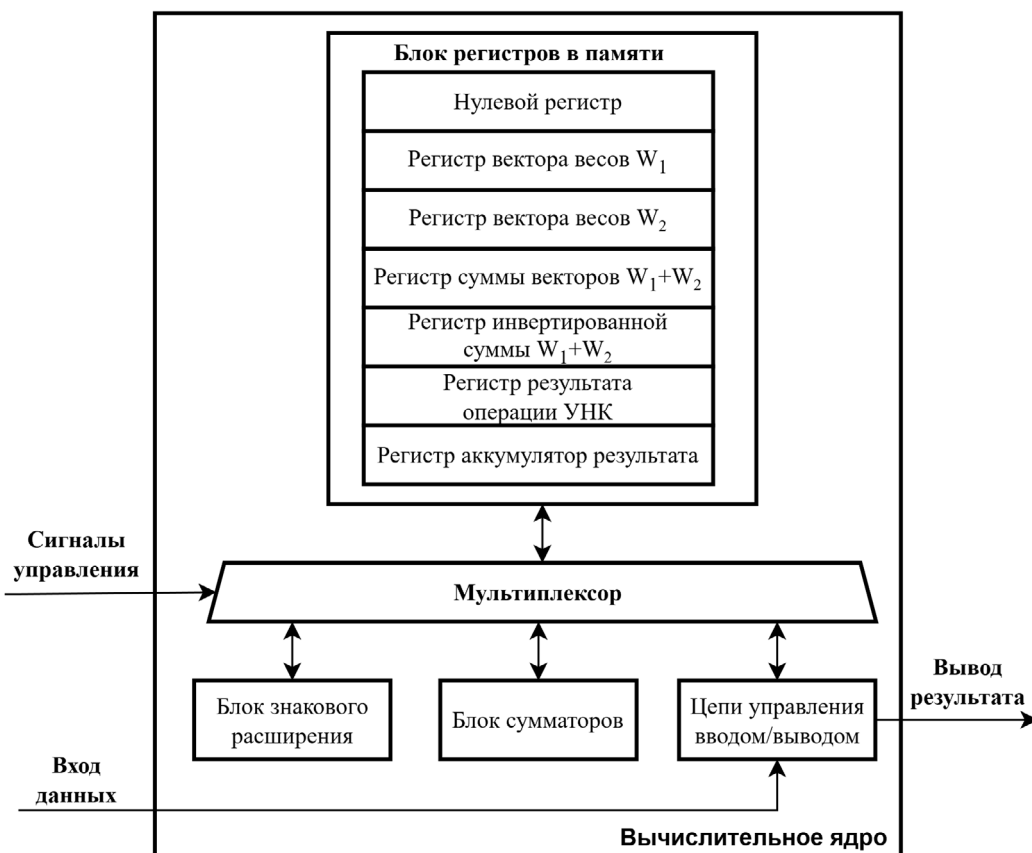 Блок регистров в памяти
Нулевой регистр
Регистр вектора весов W1
Регистр вектора весов W2
Регистр суммы векторов W1+W2
Регистр инвертированной
суммы W1+W2
Регистр результата
операции УНК
Регистр аккумулятор результата
Сигналы
управления
Мультиплексор
Блок знакового
расширения
Блок сумматоров
Цепи управления
вводом/выводом
Вывод
результата
Вход
данных
Вычислительное ядро